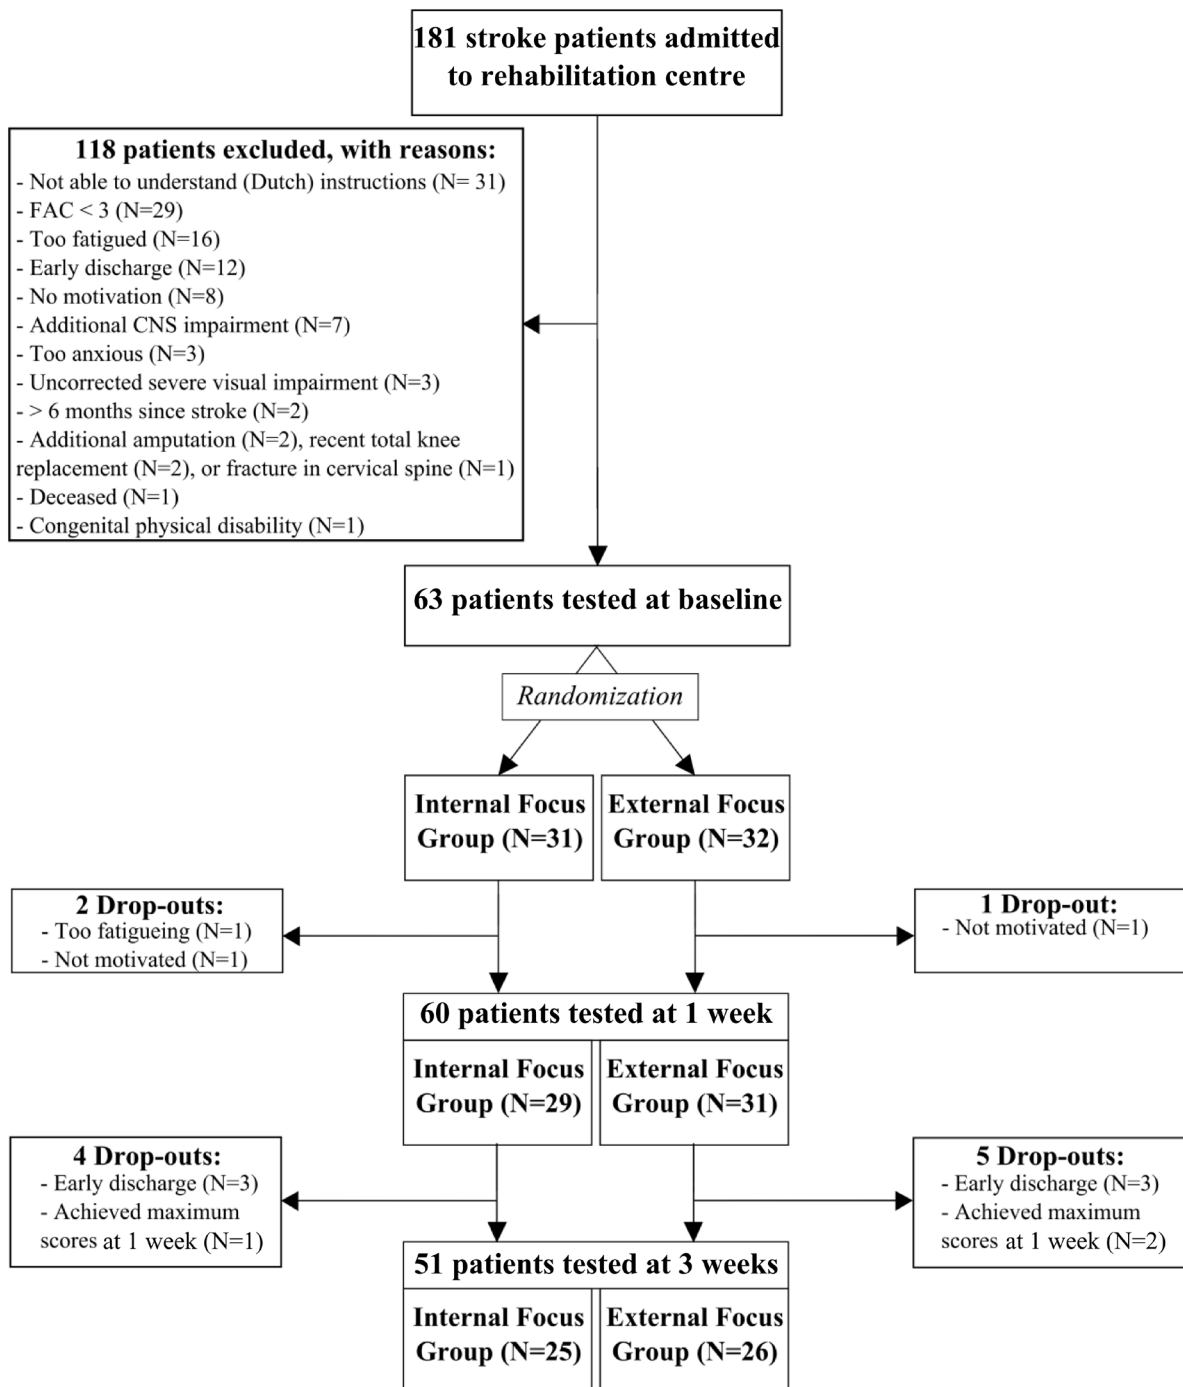 181 stroke patients admitted
to rehabilitation centre
118 patients excluded, with reasons:
- Not able to understand (Dutch) instructions (N= 31)
- FAC < 3 (N=29)
- Too fatigued (N=16)
- Early discharge (N=12)
- No motivation (N=8)
- Additional CNS impairment (N=7)
- Too anxious (N=3)
- Uncorrected severe visual impairment (N=3)
- > 6 months since stroke (N=2)
- Additional amputation (N=2), recent total knee
replacement (N=2), or fracture in cervical spine (N=1)
- Deceased (N=1)
- Congenital physical disability (N=1)
63 patients tested at baseline
Randomization
Internal Focus
Group (N=31)
External Focus
Group (N=32)
2 Drop-outs:
- Too fatigueing (N=1)
- Not motivated (N=1)
1 Drop-out:
- Not motivated (N=1)
60 patients tested at 1 week
Internal Focus
Group (N=29)
External Focus
Group (N=31)
4 Drop-outs:
- Early discharge (N=3)
- Achieved maximum
scores at 1 week (N=1)
5 Drop-outs:
- Early discharge (N=3)
- Achieved maximum
scores at 1 week (N=2)
51 patients tested at 3 weeks
Internal Focus
Group (N=25)
External Focus
Group (N=26)